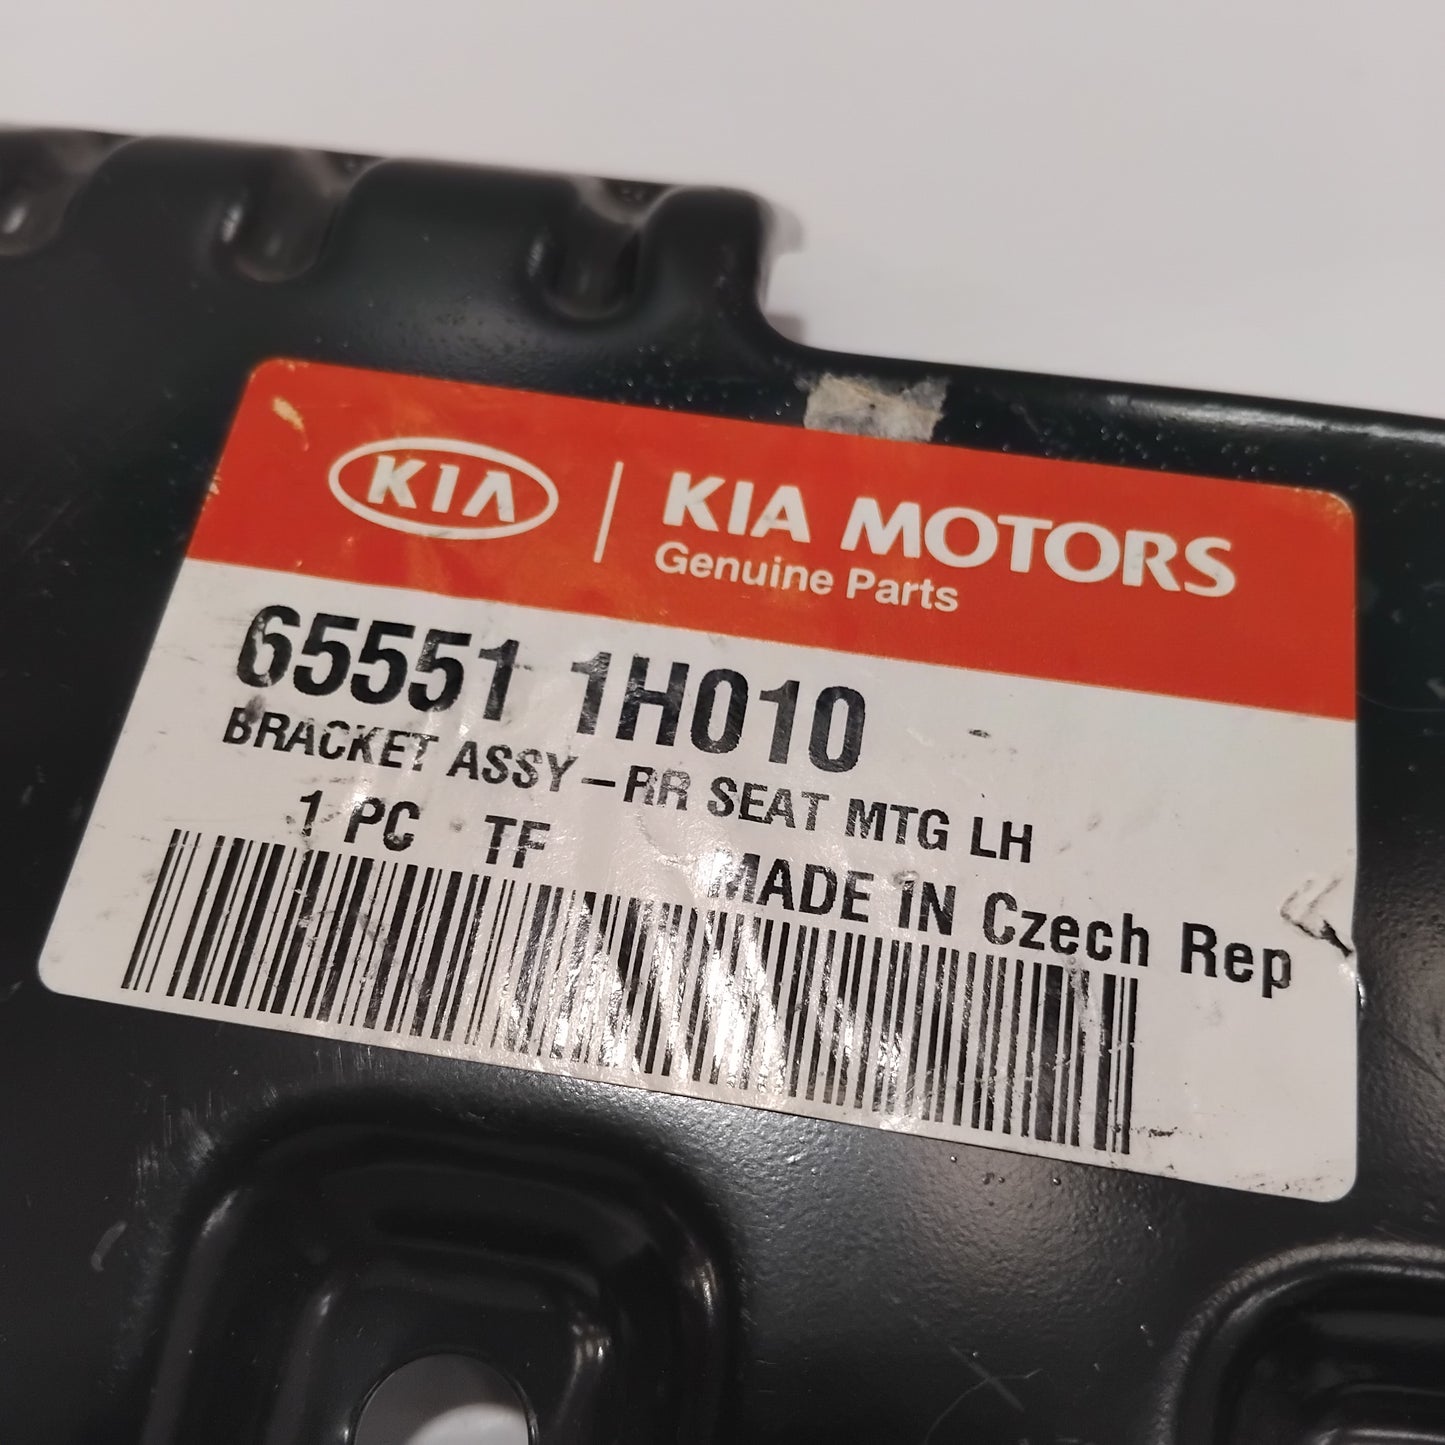 KIA
KIA MOTORS
Genuine Parts
65551 1H010
BRACKET ASSY-RR SEAT MTG LH
1 PC TF
MADE IN Czech Rep